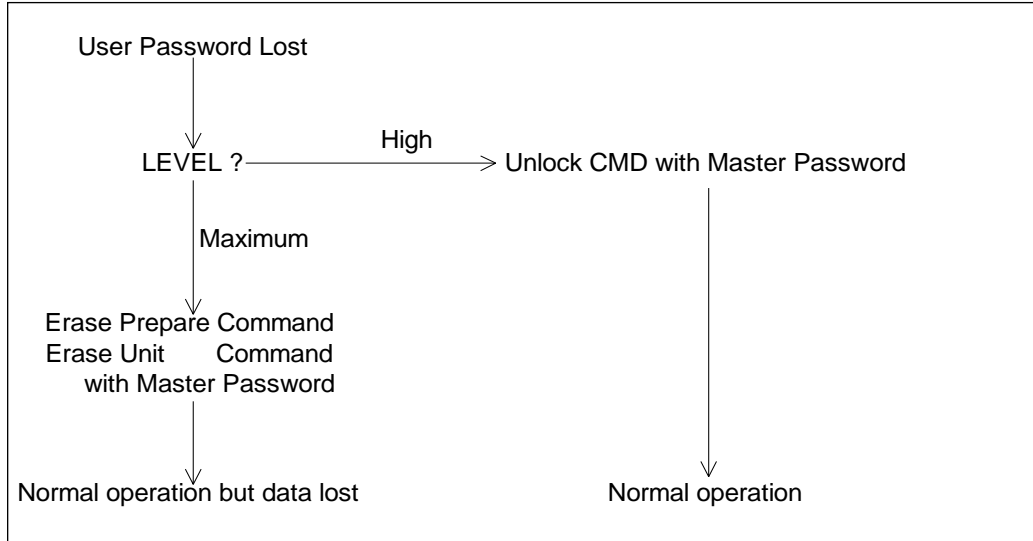 User Password Lost
High
LEVEL ?
Unlock CMD with Master Password
Maximum
Erase Prepare Command
Erase Unit Command
with Master Password
Normal operation but data lost
Normal operation